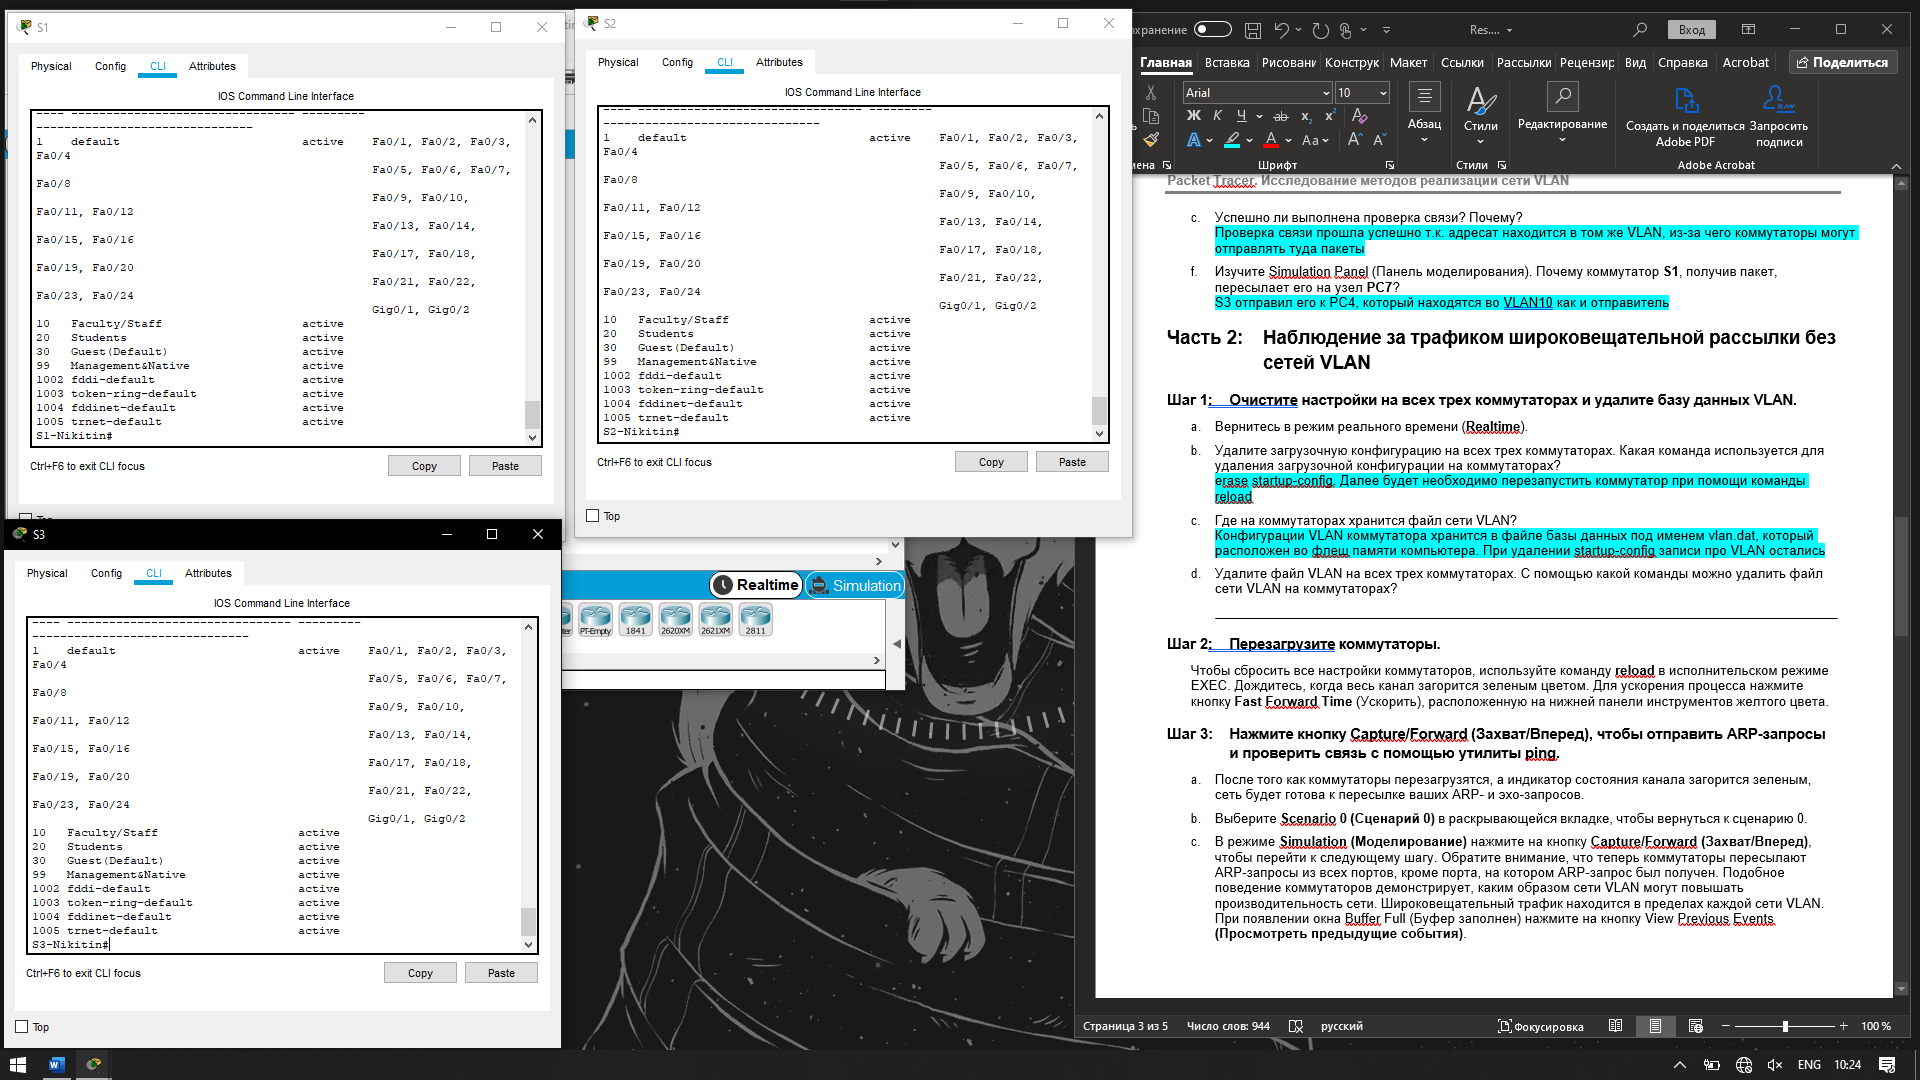 S1
Physical
Config
CLI
Attributes
IOS Command Line Interface
---- -------------------------------- ---------
-------------------------------
1    default                          active    Fa0/1, Fa0/2, Fa0/3,
Fa0/4
Fa0/5, Fa0/6, Fa0/7,
Fa0/8
Fa0/9, Fa0/10,
Fa0/11, Fa0/12
Fa0/13, Fa0/14,
Fa0/15, Fa0/16
Fa0/17, Fa0/18,
Fa0/19, Fa0/20
Fa0/21, Fa0/22,
Fa0/23, Fa0/24
Gig0/1, Gig0/2
10   Faculty/Staff                    active
20   Students                         active
30   Guest(Default)                   active
99   Management&Native                active
1002 fddi-default                     active
1003 token-ring-default               active
1004 fddinet-default                  active
1005 trnet-default                    active
S1-Nikitin#
Ctrl+F6 to exit CLI focus
Copy
Paste
S2
Physical
Config
CLI
Attributes
IOS Command Line Interface
---- -------------------------------- ---------
-------------------------------
1    default                          active    Fa0/1, Fa0/2, Fa0/3,
Fa0/4
Fa0/5, Fa0/6, Fa0/7,
Fa0/8
Fa0/9, Fa0/10,
Fa0/11, Fa0/12
Fa0/13, Fa0/14,
Fa0/15, Fa0/16
Fa0/17, Fa0/18,
Fa0/19, Fa0/20
Fa0/21, Fa0/22,
Fa0/23, Fa0/24
Gig0/1, Gig0/2
10   Faculty/Staff                    active
20   Students                         active
30   Guest(Default)                   active
99   Management&Native                active
1002 fddi-default                     active
1003 token-ring-default               active
1004 fddinet-default                  active
1005 trnet-default                    active
S2-Nikitin#
Ctrl+F6 to exit CLI focus
Copy
Paste
Top
S3
Physical
Config
CLI
Attributes
IOS Command Line Interface
---- -------------------------------- ---------
-------------------------------
1    default                          active    Fa0/1, Fa0/2, Fa0/3,
Fa0/4
Fa0/5, Fa0/6, Fa0/7,
Fa0/8
Fa0/9, Fa0/10,
Fa0/11, Fa0/12
Fa0/13, Fa0/14,
Fa0/15, Fa0/16
Fa0/17, Fa0/18,
Fa0/19, Fa0/20
Fa0/21, Fa0/22,
Fa0/23, Fa0/24
Gig0/1, Gig0/2
10   Faculty/Staff                    active
20   Students                         active
30   Guest(Default)                   active
99   Management&Native                active
1002 fddi-default                     active
1003 token-ring-default               active
1004 fddinet-default                  active
1005 trnet-default                    active
S3-Nikitin#
Ctrl+F6 to exit CLI focus
Copy
Paste
Top
Realtime
Simulation
PT-Empty
1841
2620XM
2621XM
2811
Res....
Вход
Главная
Вставка
Рисовани
Конструк
Макет
Ссылки
Рассылки
Рецензир
Вид
Справка
Acrobat
Поделиться
Arial
10
Ж К Ч ab x₂ x²
Aa
Шрифт
Абзац
Стили
Стили
Редактирование
Создать и поделиться
Adobe PDF
Запросить
подписи
Adobe Acrobat
Packet Tracer. Исследование методов реализации сети VLAN
c. Успешно ли выполнена проверка связи? Почему?
Проверка связи прошла успешно т.к. адресат находится в том же VLAN, из-за чего коммутаторы могут
отправлять туда пакеты
f. Изучите Simulation Panel (Панель моделирования). Почему коммутатор S1, получив пакет,
пересылает его на узел PC7?
S3 отправил его к PC4, который находятся во VLAN10 как и отправитель
Часть 2: Наблюдение за трафиком широковещательной рассылки без
сетей VLAN
Шаг 1: Очистите настройки на всех трех коммутаторах и удалите базу данных VLAN.
a. Вернитесь в режим реального времени (Realtime).
b. Удалите загрузочную конфигурацию на всех трех коммутаторах. Какая команда используется для
удаления загрузочной конфигурации на коммутаторах?
erase startup-config. Далее будет необходимо перезапустить коммутатор при помощи команды
reload
c. Где на коммутаторах хранится файл сети VLAN?
Конфигурации VLAN коммутатора хранится в файле базы данных под именем vlan.dat, который
расположен во флеш памяти компьютера. При удалении startup-config записи про VLAN остались
d. Удалите файл VLAN на всех трех коммутаторах. С помощью какой команды можно удалить файл
сети VLAN на коммутаторах?
Шаг 2: Перезагрузите коммутаторы.
Чтобы сбросить все настройки коммутаторов, используйте команду reload в исполнительском режиме
EXEC. Дождитесь, когда весь канал загорится зеленым цветом. Для ускорения процесса нажмите
кнопку Fast Forward Time (Ускорить), расположенную на нижней панели инструментов желтого цвета.
Шаг 3: Нажмите кнопку Capture/Forward (Захват/Вперед), чтобы отправить ARP-запросы
и проверить связь с помощью утилиты ping.
a. После того как коммутаторы перезагрузятся, а индикатор состояния канала загорится зеленым,
сеть будет готова к пересылке ваших ARP- и эхо-запросов.
b. Выберите Scenario 0 (Сценарий 0) в раскрывающейся вкладке, чтобы вернуться к сценарию 0.
c. В режиме Simulation (Моделирование) нажмите на кнопку Capture/Forward (Захват/Вперед),
чтобы перейти к следующему шагу. Обратите внимание, что теперь коммутаторы пересылают
ARP-запросы из всех портов, кроме порта, на котором ARP-запрос был получен. Подобное
поведение коммутаторов демонстрирует, каким образом сети VLAN могут повышать
производительность сети. Широковещательный трафик находится в пределах каждой сети VLAN.
При появлении окна Buffer Full (Буфер заполнен) нажмите на кнопку View Previous Events
(Просмотреть предыдущие события).
Страница 3 из 5
Число слов: 944
русский
Фокусировка
100 %
ENG
10:24